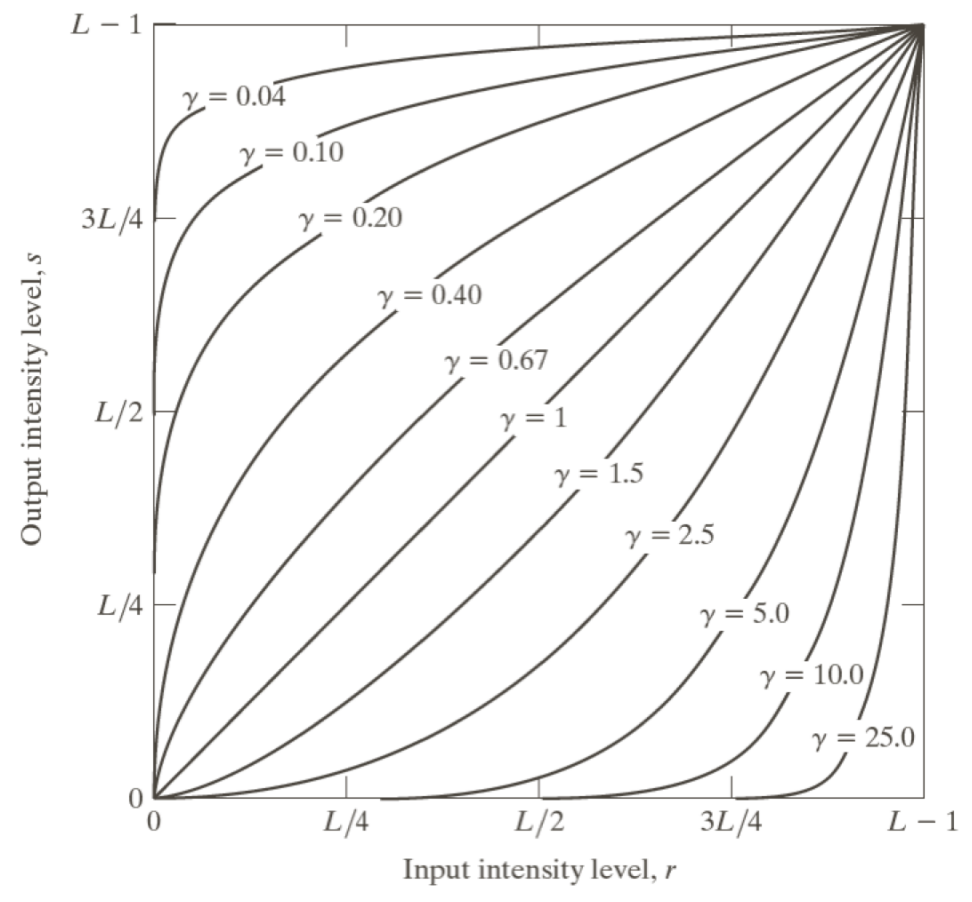 L − 1
γ = 0.04
γ = 0.10
3L/4
γ = 0.20
γ = 0.40
γ = 0.67
L/2
γ = 1
γ = 1.5
γ = 2.5
L/4
γ = 5.0
γ = 10.0
γ = 25.0
0
0
L/4
L/2
3L/4
L − 1
Output intensity level, s
Input intensity level, r